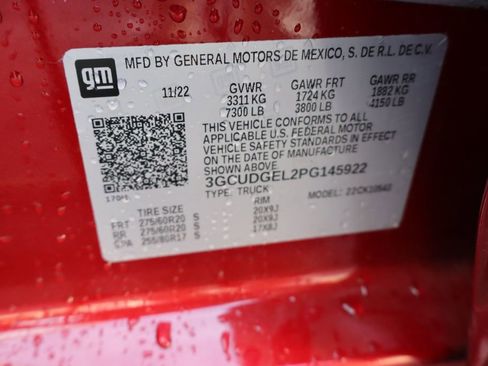 gm
MFD BY GENERAL MOTORS DE MEXICO, S. DE R.L. DE C.V.
11/22 GVWR GAWR FRT GAWR RR
3311 KG 1724 KG 1882 KG
7300 LB 3800 LB 4150 LB
THIS VEHICLE CONFORMS TO ALL
APPLICABLE U.S. FEDERAL MOTOR
VEHICLE SAFETY STANDARDS IN EFFECT
ON THE DATE OF MANUFACTURE.
3GCUDGEL2PG145922
TYPE: TRUCK MODEL: 22CK10543
TIRE SIZE RIM
FRT 275/60R20 S 20X9J
RR 275/60R20 S 20X9J
SPA 255/80R17 S 17X8J